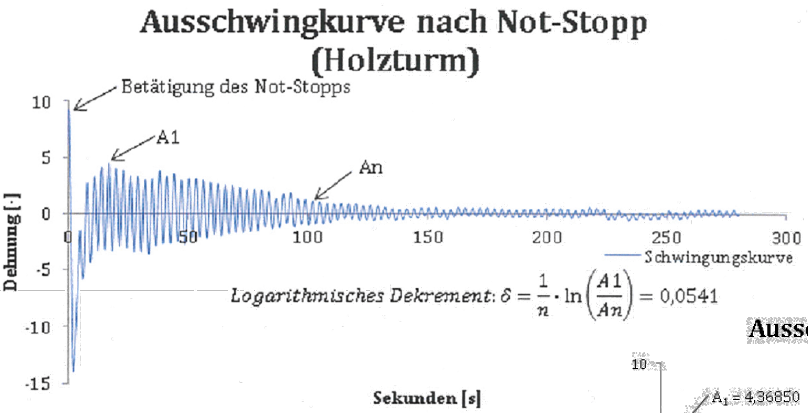 Ausschwingkurve nach Not-Stopp
(Holzturm)
Betätigung des Not-Stopps
10
A1
5
An
0
0 50 100 150 200 250 300
Schwingungskurve
Dehnung [-]
-5
Logarithmisches Dekrement: δ = 1/n · ln(A1/An) = 0,0541
-10
-15
Sekunden [s]
10
A₁ = 4,36850